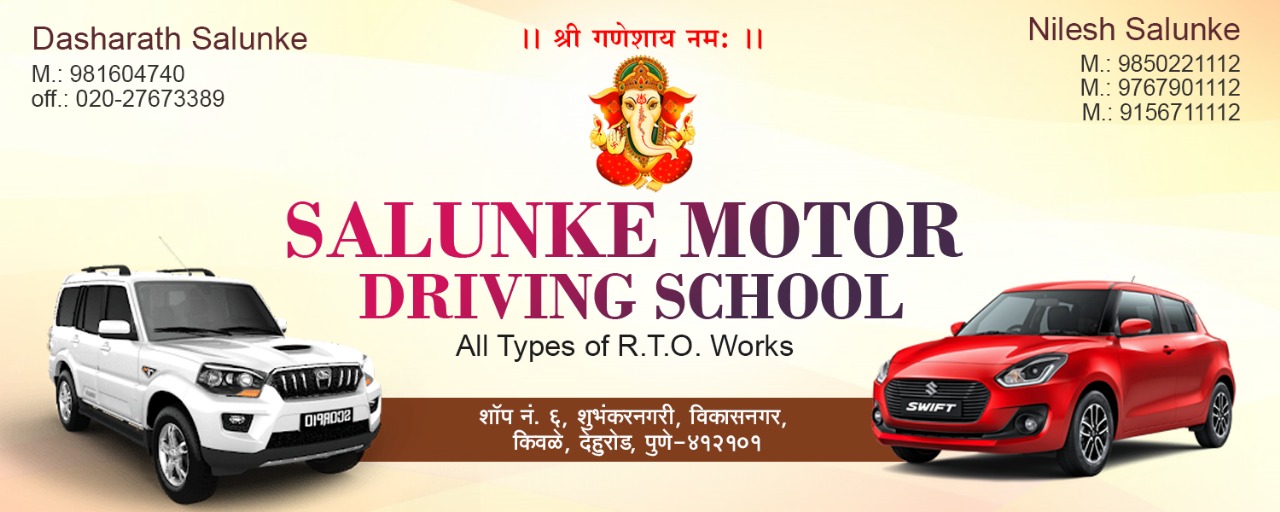 Dasharath Salunke
M.: 981604740
off.: 020-27673389
।। श्री गणेशाय नम: ।।
Nilesh Salunke
M.: 9850221112
M.: 9767901112
M.: 9156711112
SALUNKE MOTOR
DRIVING SCHOOL
All Types of R.T.O. Works
शॉप नं. ६, शुभंकरनगरी, विकासनगर,
किवळे, देहुरोड, पुणे-४१२१०१
SCORPIO
SWIFT